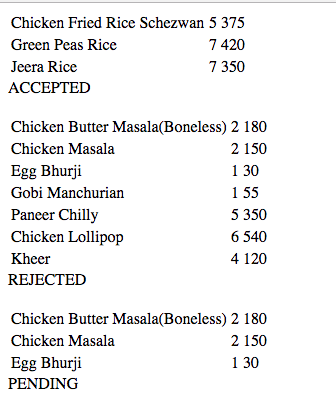 Chicken Fried Rice Schezwan 5 375
Green Peas Rice 7 420
Jeera Rice 7 350
ACCEPTED
Chicken Butter Masala(Boneless) 2 180
Chicken Masala 2 150
Egg Bhurji 1 30
Gobi Manchurian 1 55
Paneer Chilly 5 350
Chicken Lollipop 6 540
Kheer 4 120
REJECTED
Chicken Butter Masala(Boneless) 2 180
Chicken Masala 2 150
Egg Bhurji 1 30
PENDING